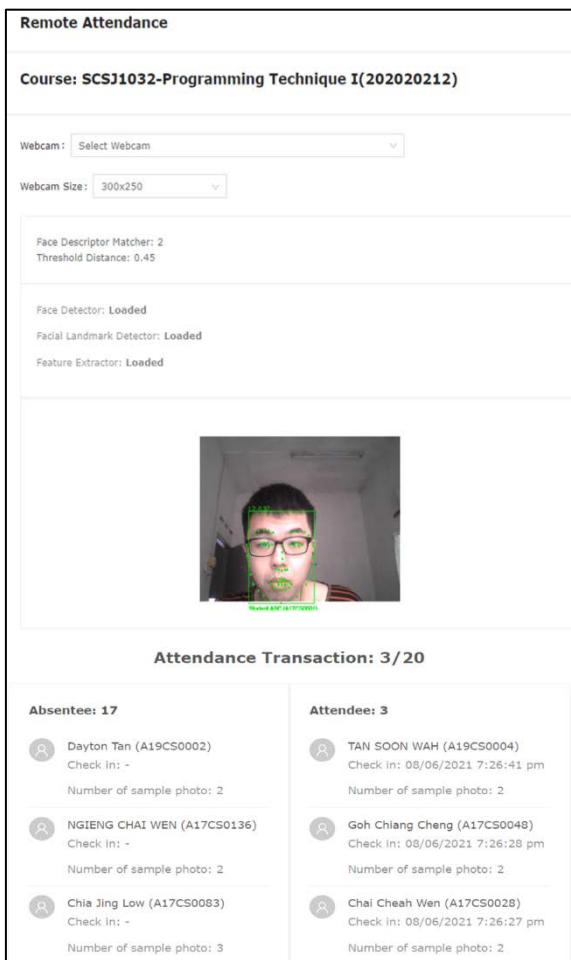 Remote Attendance
Course: SCSJ1032-Programming Technique I(202020212)
Webcam: Select Webcam
Webcam Size: 300x250
Face Descriptor Matcher: 2
Threshold Distance: 0.45
Face Detector: Loaded
Facial Landmark Detector: Loaded
Feature Extractor: Loaded
Attendance Transaction: 3/20
Absentee: 17
Dayton Tan (A19CS0002)
Check in: -
Number of sample photo: 2
NGIENG CHAI WEN (A17CS0136)
Check in: -
Number of sample photo: 2
Chia Jing Low (A17CS0083)
Check in: -
Number of sample photo: 3
Attendee: 3
TAN SOON WAH (A19CS0004)
Check in: 08/06/2021 7:26:41 pm
Number of sample photo: 2
Goh Chiang Cheng (A17CS0048)
Check in: 08/06/2021 7:26:28 pm
Number of sample photo: 2
Chai Cheah Wen (A17CS0028)
Check in: 08/06/2021 7:26:27 pm
Number of sample photo: 2